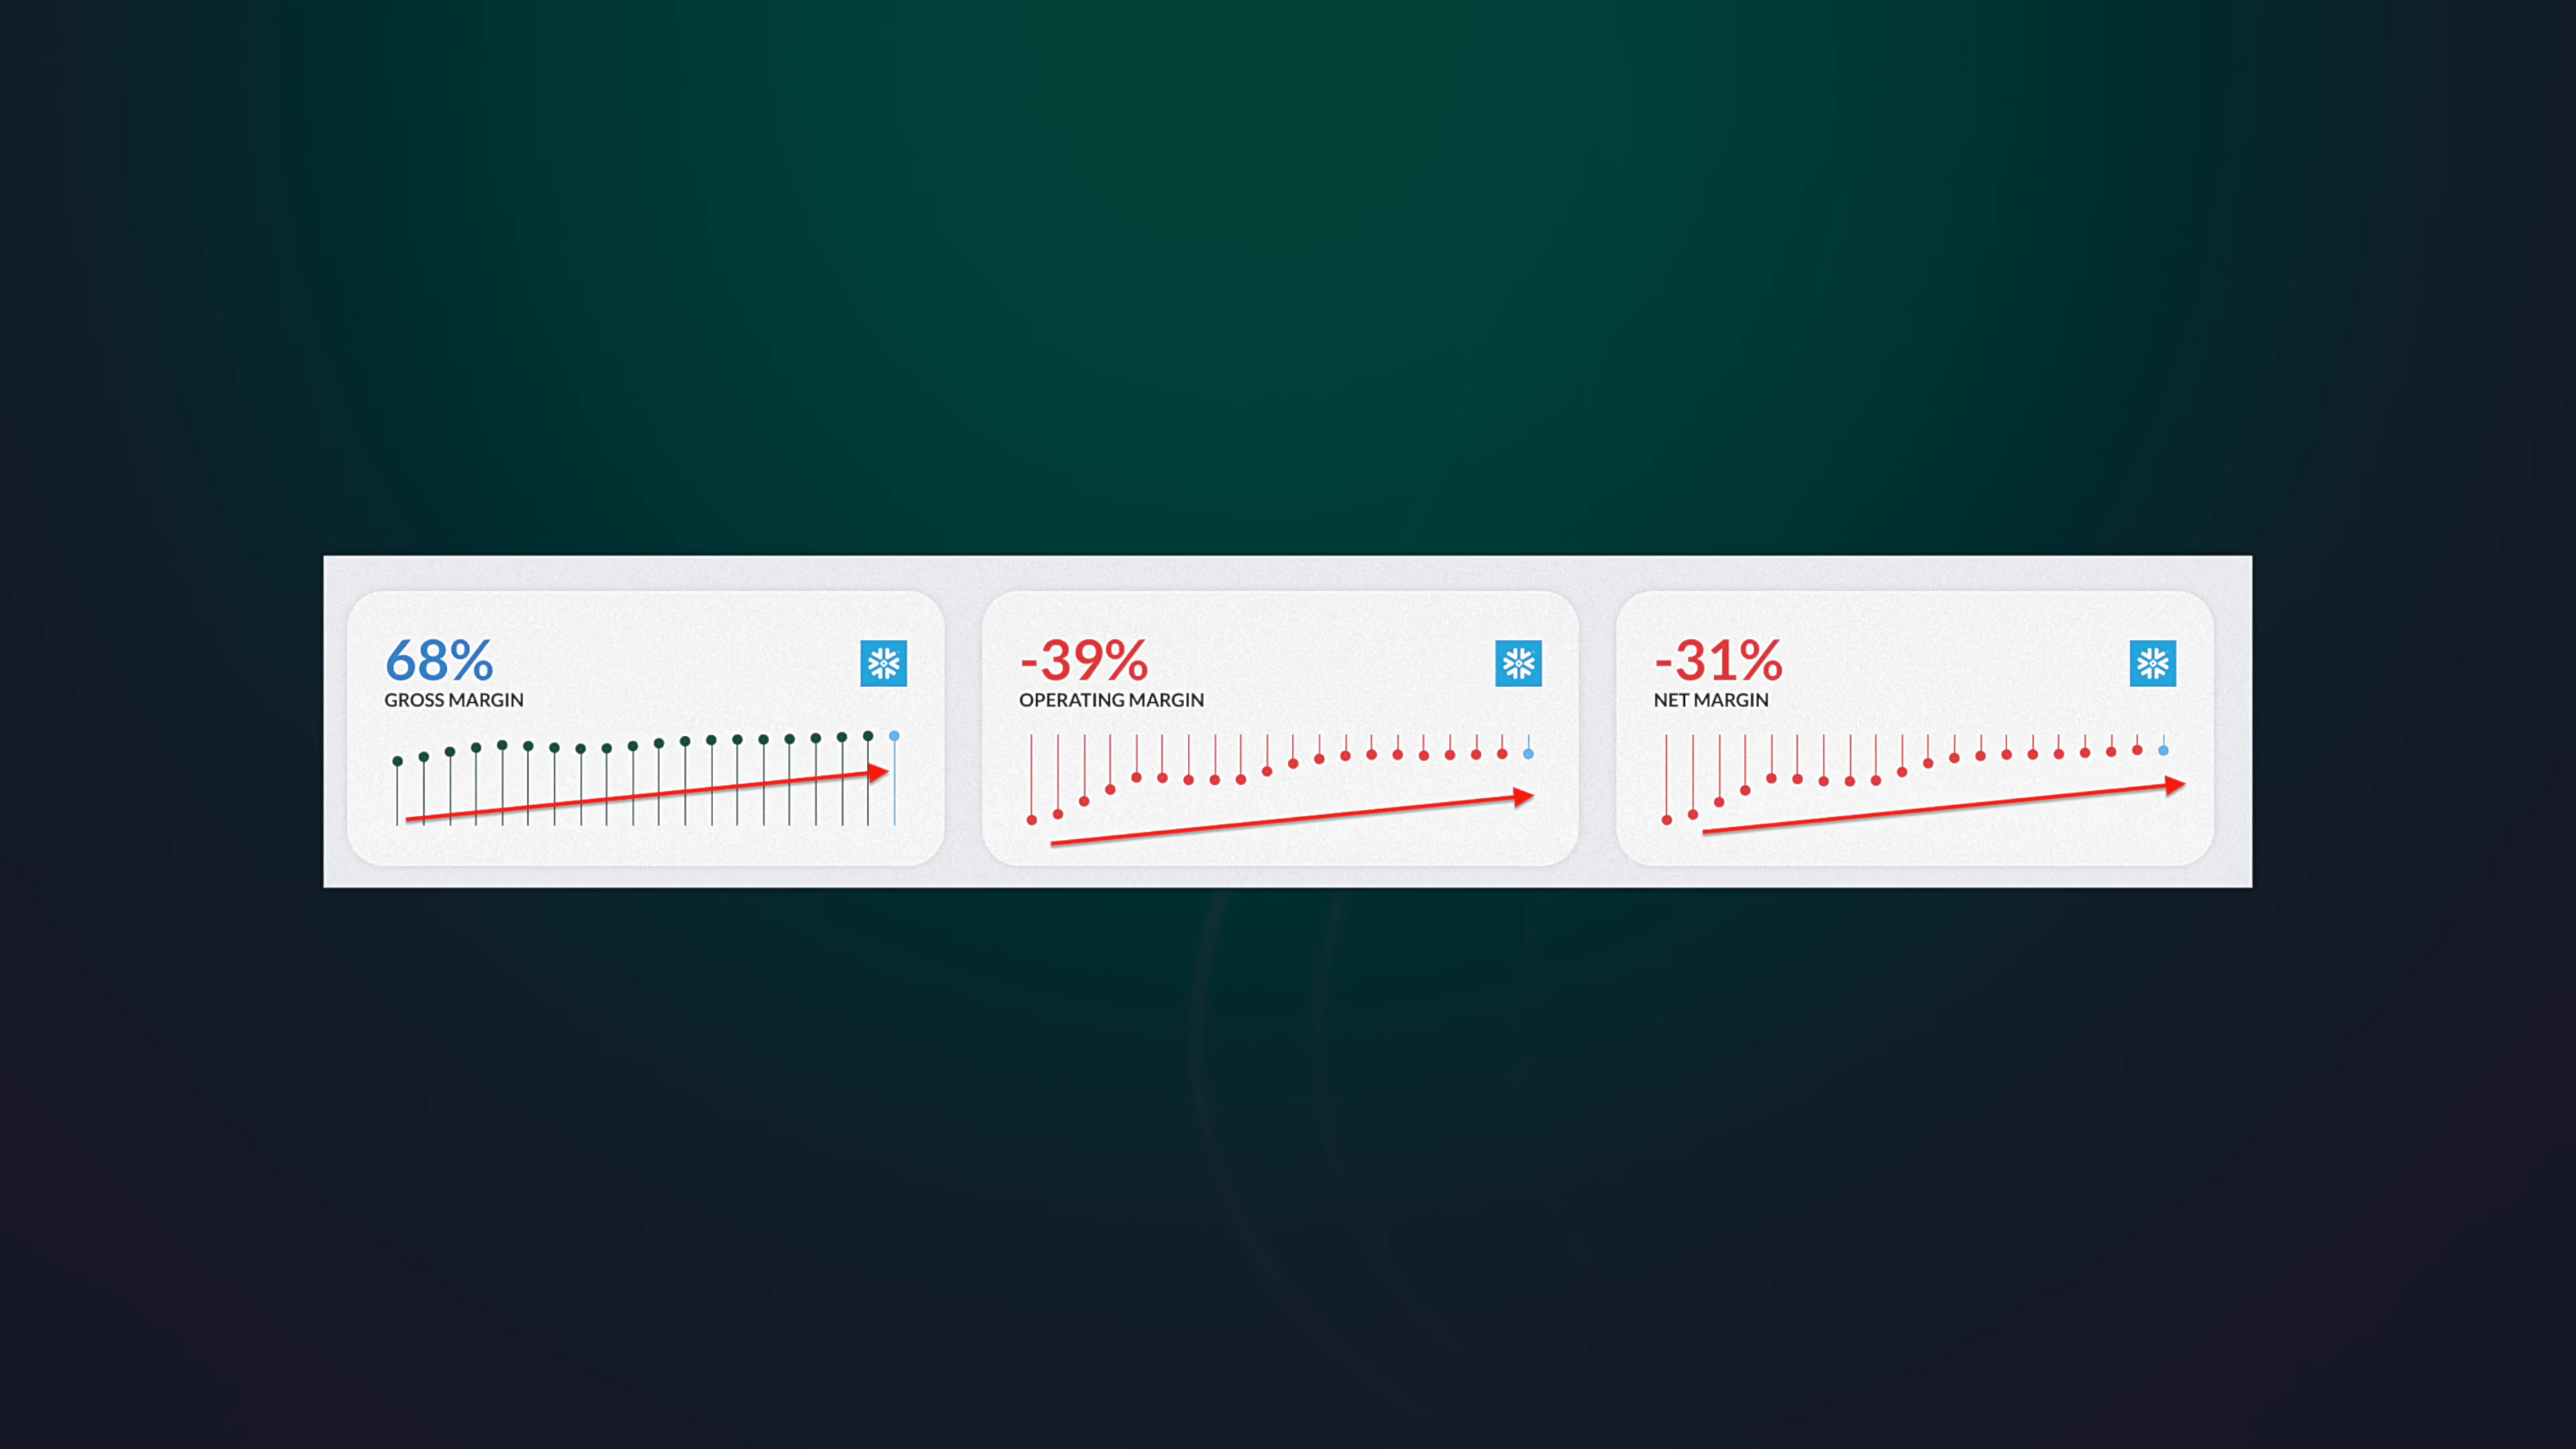 68%
GROSS MARGIN
-39%
OPERATING MARGIN
-31%
NET MARGIN